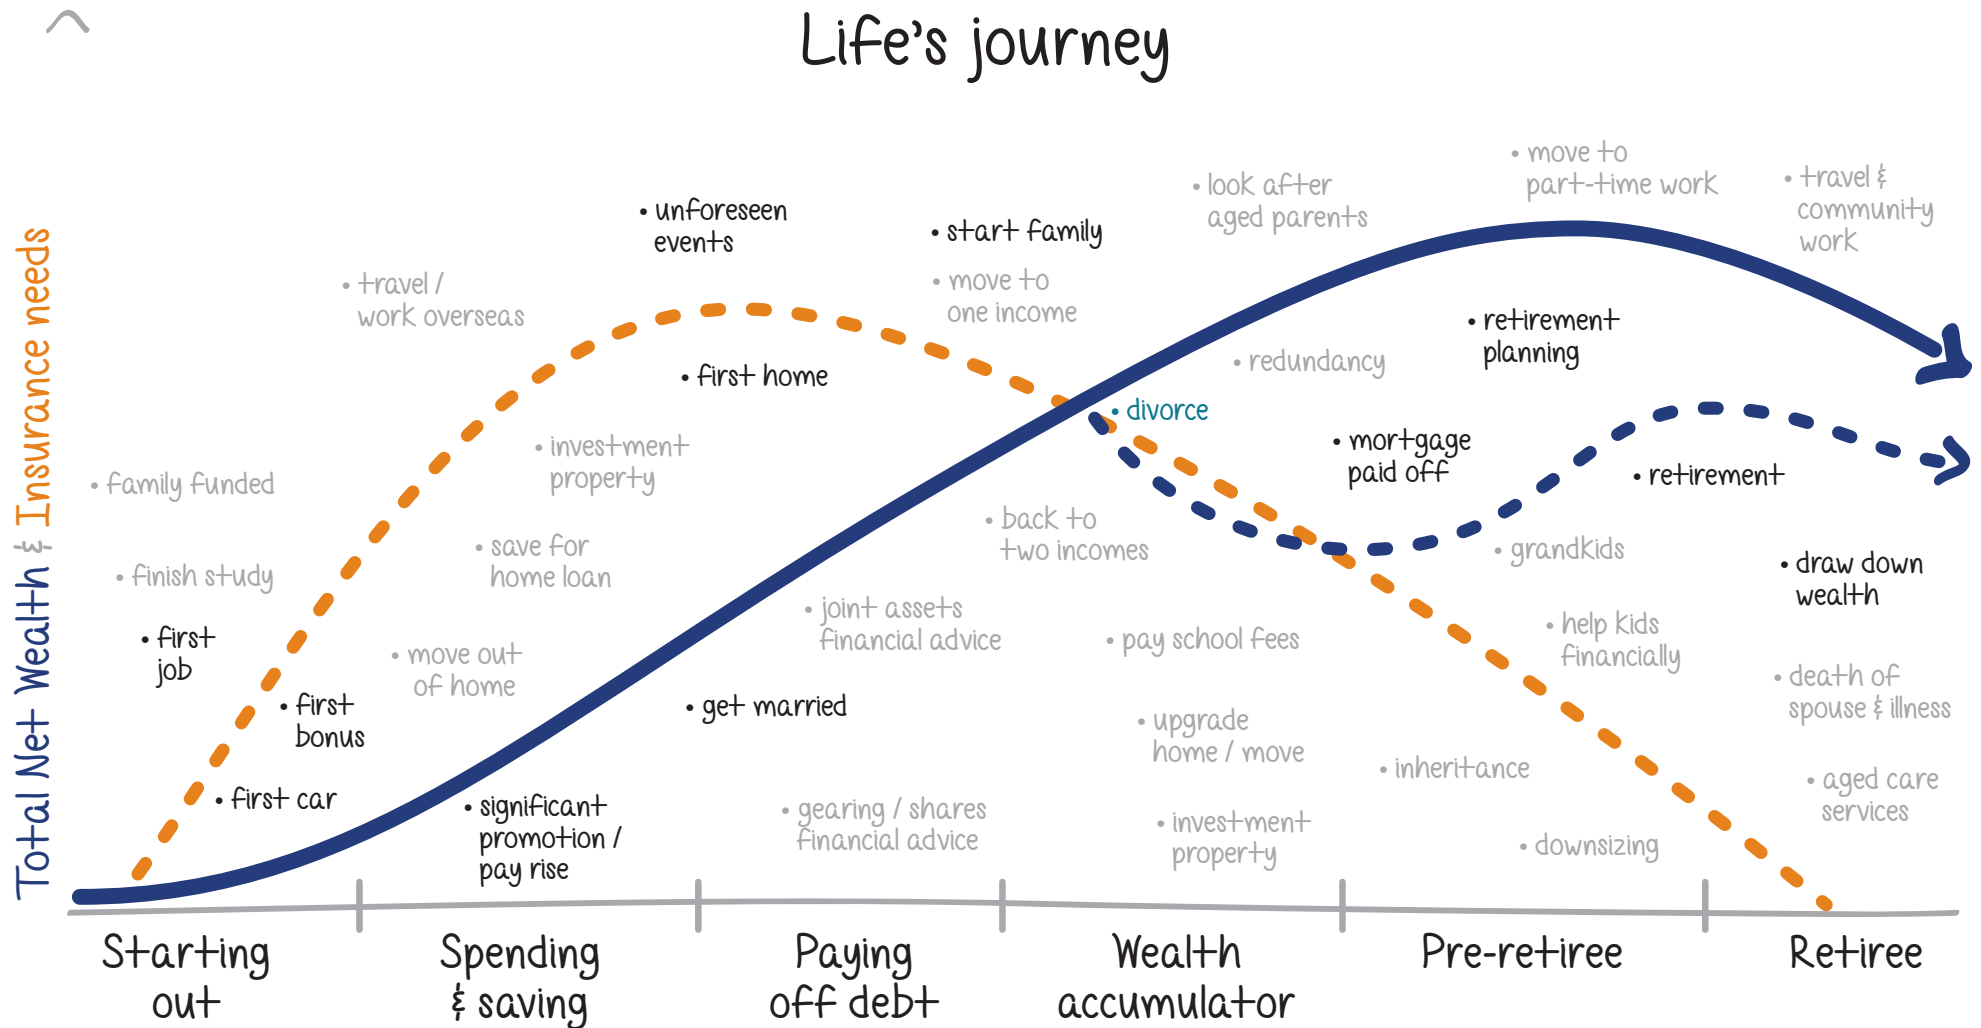 Life's journey
Total Net Wealth & Insurance needs
• family funded
• finish study
• first
job
• first
bonus
• first car
• travel /
work overseas
• investment
property
• save for
home loan
• move out
of home
• significant
promotion /
pay rise
• unforeseen
events
• first home
• start family
• move to
one income
• joint assets
financial advice
• get married
• gearing / shares
financial advice
• back to
two incomes
• look after
aged parents
• redundancy
• divorce
• pay school fees
• upgrade
home / move
• investment
property
• move to
part-time work
• retirement
planning
• mortgage
paid off
• retirement
• grandkids
• help kids
financially
• inheritance
• downsizing
• travel &
community
work
• draw down
wealth
• death of
spouse & illness
• aged care
services
Starting
out
Spending
& saving
Paying
off debt
Wealth
accumulator
Pre-retiree
Retiree